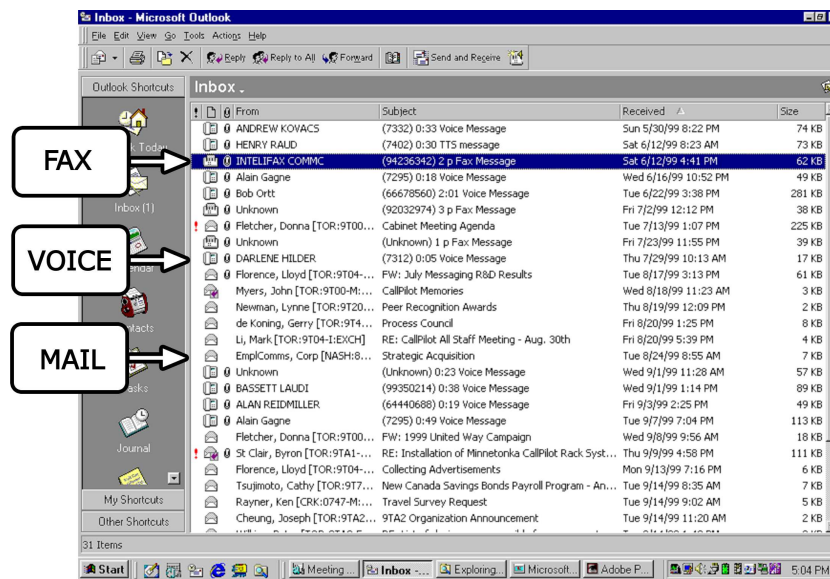 Inbox - Microsoft Outlook
File Edit View Go Tools Actions Help
Reply Reply to All Forward Send and Receive
Outlook Shortcuts
Inbox
! From Subject Received Size
ANDREW KOVACS (7332) 0:33 Voice Message Sun 5/30/99 8:22 PM 74 KB
HENRY RAUD (7402) 0:30 TTS message Sat 6/12/99 8:23 AM 73 KB
FAX
INTELIFAX COMMC (94236342) 2 p Fax Message Sat 6/12/99 4:41 PM 62 KB
Alain Gagne (7295) 0:18 Voice Message Wed 6/16/99 10:52 PM 49 KB
Bob Ortt (66678560) 2:01 Voice Message Tue 6/22/99 3:38 PM 281 KB
Inbox (1)
Unknown (92032974) 3 p Fax Message Fri 7/2/99 12:12 PM 38 KB
! Fletcher, Donna [TOR:9T00... Cabinet Meeting Agenda Tue 7/13/99 1:07 PM 225 KB
Unknown (Unknown) 1 p Fax Message Fri 7/23/99 11:55 PM 39 KB
VOICE
DARLENE HILDER (7312) 0:05 Voice Message Thu 7/29/99 10:13 AM 17 KB
Florence, Lloyd [TOR:9T04-... FW: July Messaging R&D Results Tue 8/17/99 3:13 PM 61 KB
Myers, John [TOR:9T00-M:... CallPilot Memories Wed 8/18/99 11:23 AM 3 KB
Newman, Lynne [TOR:9T20... Peer Recognition Awards Thu 8/19/99 12:09 PM 2 KB
de Koning, Gerry [TOR:9T4... Process Council Fri 8/20/99 1:25 PM 8 KB
Li, Mark [TOR:9T04-I:EXCH] RE: CallPilot All Staff Meeting - Aug. 30th Fri 8/20/99 5:39 PM 4 KB
MAIL
EmplComms, Corp [NASH:8... Strategic Acquisition Tue 8/24/99 8:55 AM 7 KB
Unknown (Unknown) 0:23 Voice Message Wed 9/1/99 11:28 AM 57 KB
BASSETT LAUDI (99350214) 0:38 Voice Message Wed 9/1/99 1:14 PM 89 KB
ALAN REIDMILLER (64440688) 0:19 Voice Message Fri 9/3/99 2:25 PM 49 KB
Alain Gagne (7295) 0:49 Voice Message Tue 9/7/99 7:04 PM 113 KB
Fletcher, Donna [TOR:9T00... FW: 1999 United Way Campaign Wed 9/8/99 9:56 AM 18 KB
Journal
! St Clair, Byron [TOR:9TA1-... RE: Installation of Minnetonka CallPilot Rack Syst... Thu 9/9/99 4:58 PM 111 KB
Florence, Lloyd [TOR:9T04-... Collecting Advertisements Mon 9/13/99 7:16 PM 6 KB
Tsujimoto, Cathy [TOR:9T7... New Canada Savings Bonds Payroll Program - An... Tue 9/14/99 8:35 AM 7 KB
My Shortcuts
Rayner, Ken [CRK:0747-M:... Travel Survey Request Tue 9/14/99 9:02 AM 5 KB
Other Shortcuts
Cheung, Joseph [TOR:9TA2... 9TA2 Organization Announcement Tue 9/14/99 11:20 AM 2 KB
31 Items
Start Meeting ... Inbox -... Exploring... Microsoft... Adobe P... 5:04 PM